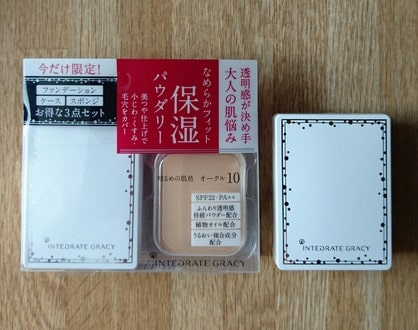 今だけ限定!
ファンデーション
ケース スポンジ
お得な3点セット
透明感が決め手
大人の肌悩み
なめらかフィット
保湿
パウダリー
美つや仕上げで
小じわ・くすみ・
毛穴をカバー
明るめの肌色 オークル10
SPF22・PA++
ふんわり透明感
持続パウダー配合
植物オイル配合
うるおい複合成分
配合
INTEGRATE GRACY
INTEGRATE GRACY
INTEGRATE GRACY